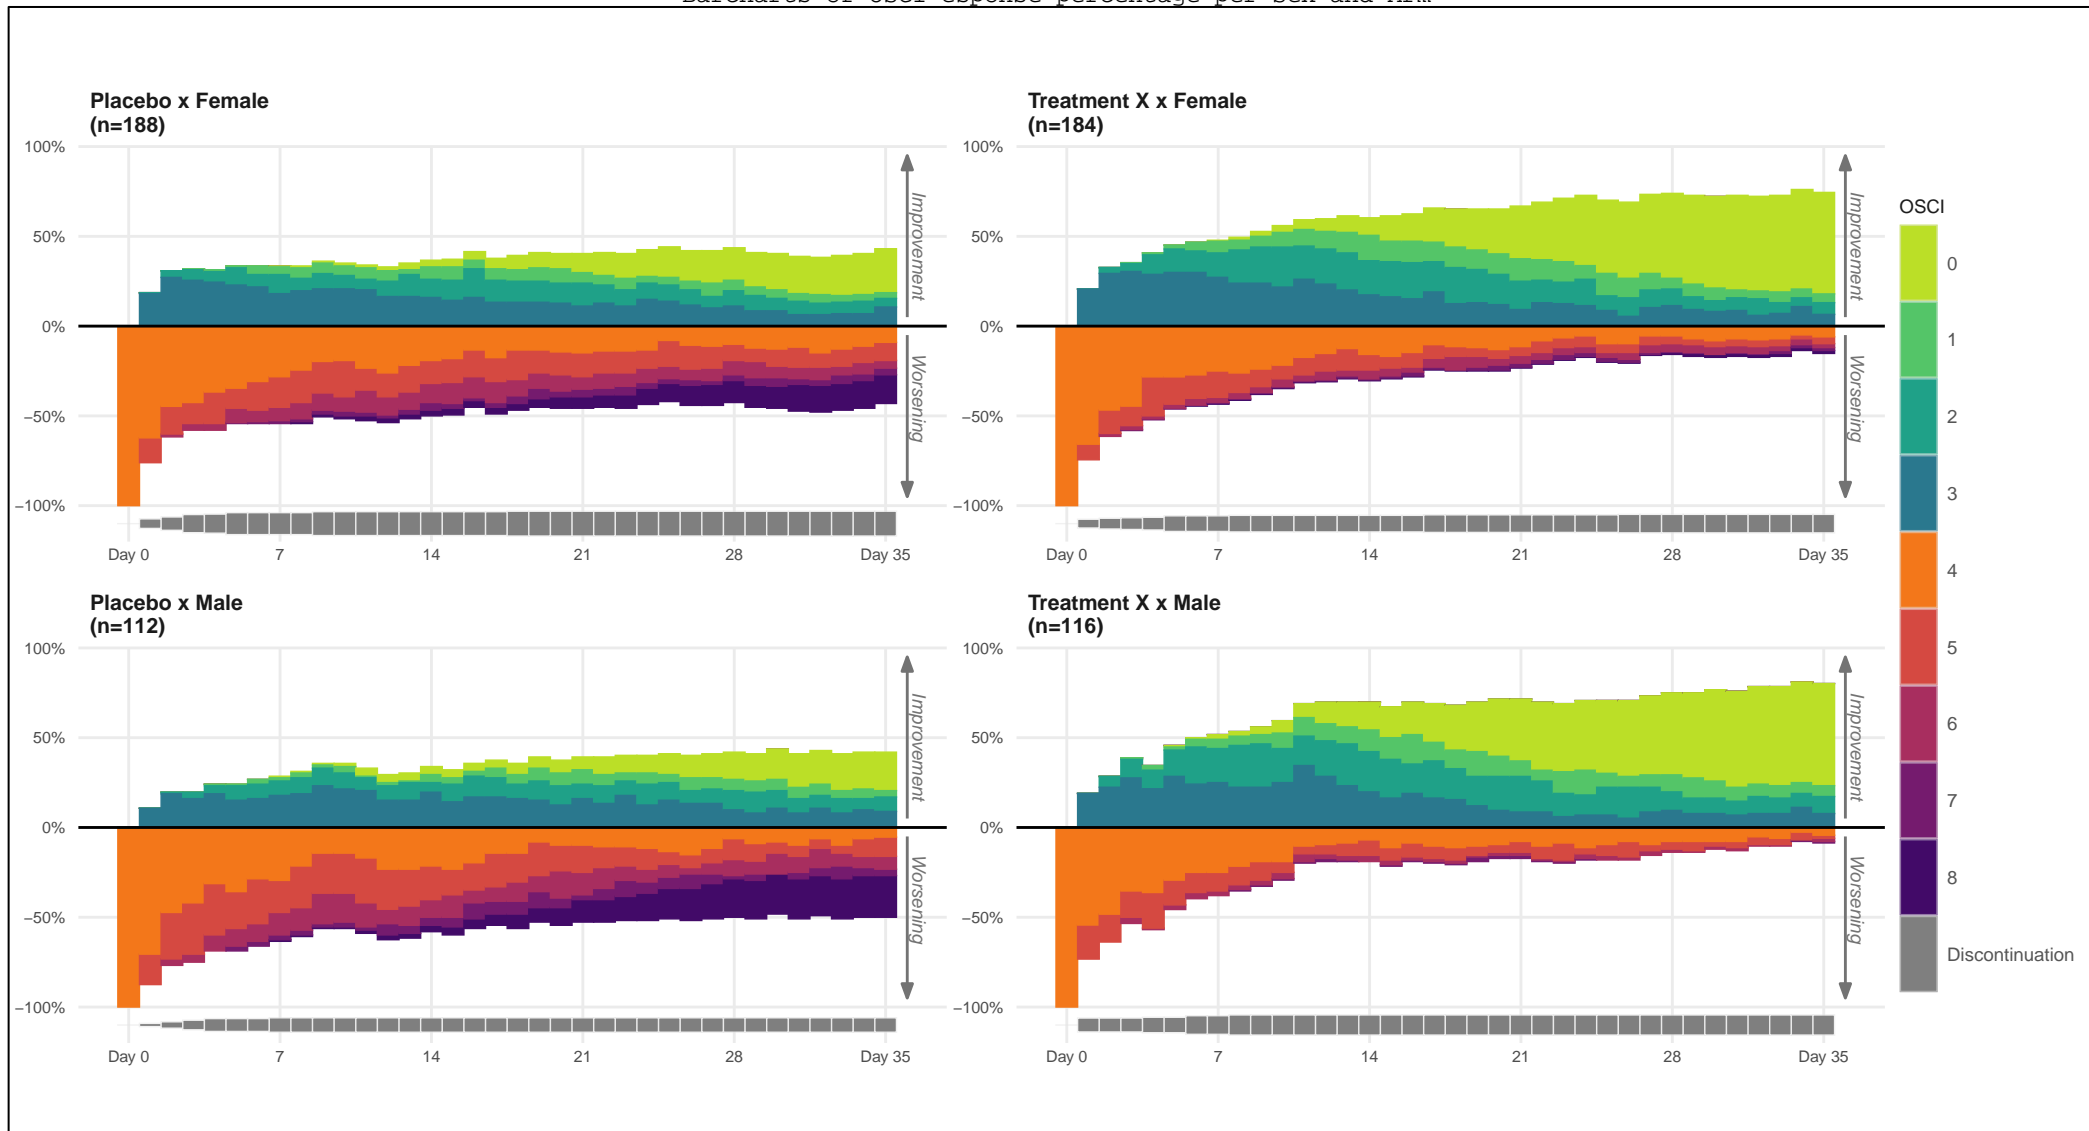 Placebo x Female
(n=188)
100%
50%
0%
−50%
−100%
Improvement
Worsening
Day 0
7
14
21
28
Day 35
Treatment X x Female
(n=184)
100%
50%
0%
−50%
−100%
Improvement
Worsening
Day 0
7
14
21
28
Day 35
Placebo x Male
(n=112)
100%
50%
0%
−50%
−100%
Improvement
Worsening
Day 0
7
14
21
28
Day 35
Treatment X x Male
(n=116)
100%
50%
0%
−50%
−100%
Improvement
Worsening
Day 0
7
14
21
28
Day 35
OSCI
0
1
2
3
4
5
6
7
8
Discontinuation